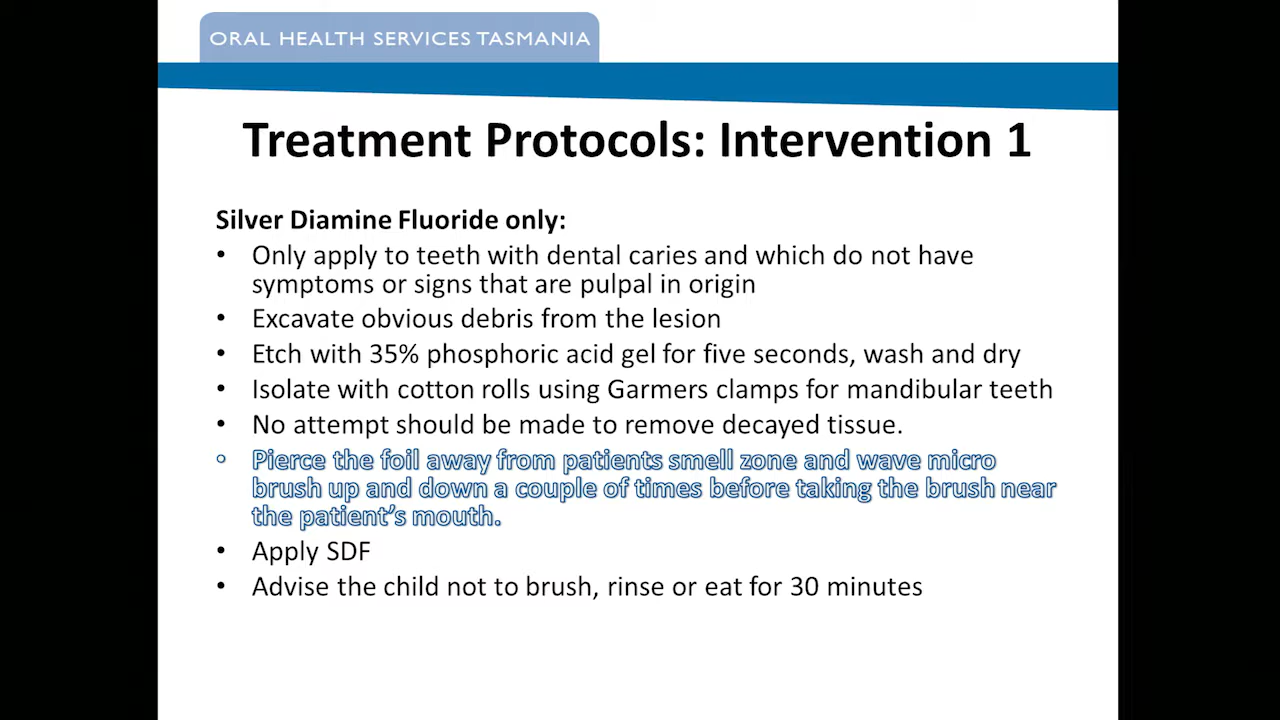 ORAL HEALTH SERVICES TASMANIA
Treatment Protocols: Intervention 1
Silver Diamine Fluoride only:
• Only apply to teeth with dental caries and which do not have
symptoms or signs that are pulpal in origin
• Excavate obvious debris from the lesion
• Etch with 35% phosphoric acid gel for five seconds, wash and dry
• Isolate with cotton rolls using Garmers clamps for mandibular teeth
• No attempt should be made to remove decayed tissue.
• Pierce the foil away from patients smell zone and wave micro
brush up and down a couple of times before taking the brush near
the patient's mouth.
• Apply SDF
• Advise the child not to brush, rinse or eat for 30 minutes